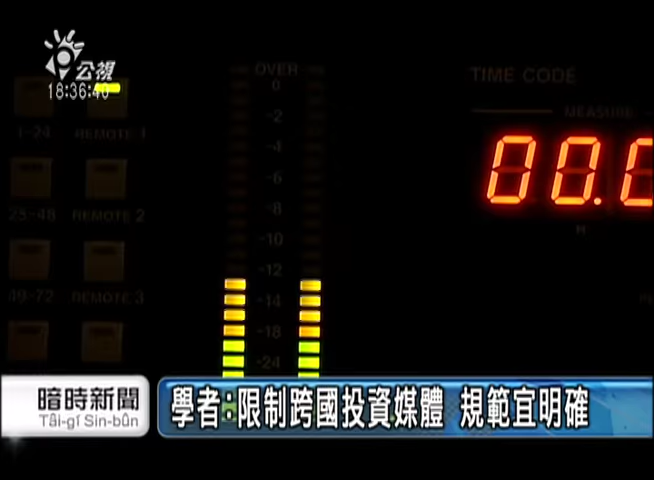 公視
18:36:40
OVER
0
-2
-4
-6
-8
-10
-12
-14
-18
-24
TIME CODE
MEASURE
00.0
M
1-24 REMOTE 1
25-48 REMOTE 2
49-72 REMOTE 3
暗時新聞
Tâi-gí Sin-bûn
學者:限制跨國投資媒體 規範宜明確